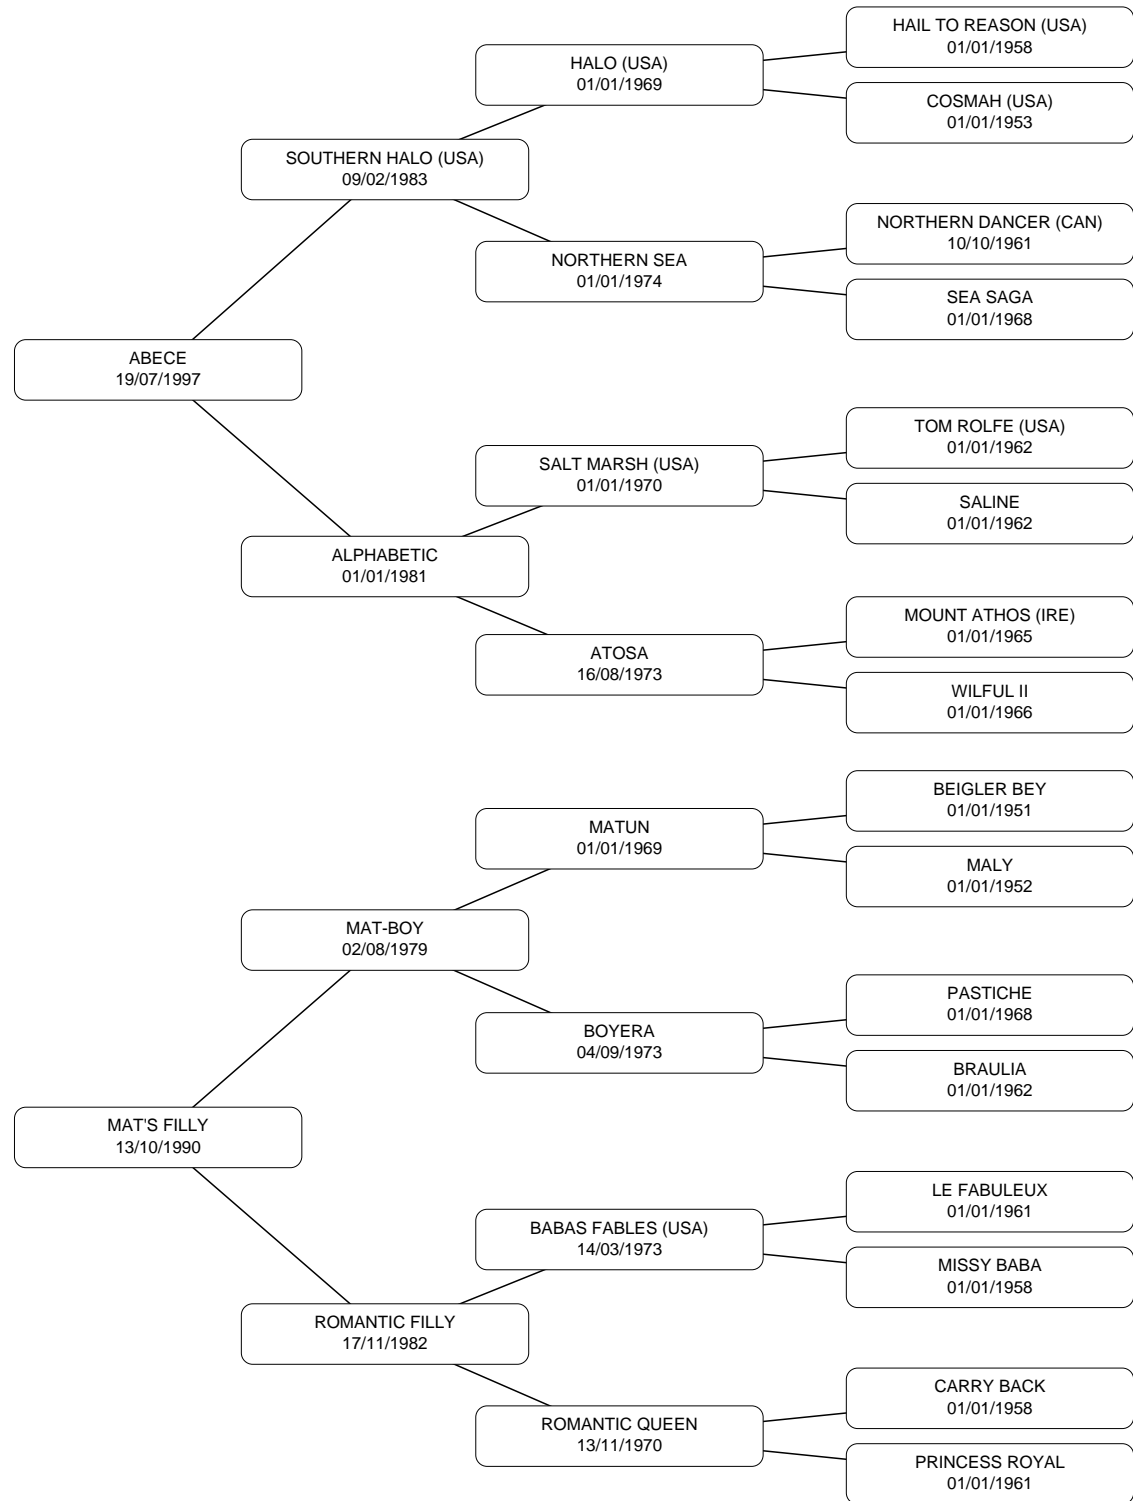 HAIL TO REASON (USA)
01/01/1958
HALO (USA)
01/01/1969
COSMAH (USA)
01/01/1953
SOUTHERN HALO (USA)
09/02/1983
NORTHERN DANCER (CAN)
10/10/1961
NORTHERN SEA
01/01/1974
SEA SAGA
01/01/1968
ABECE
19/07/1997
TOM ROLFE (USA)
01/01/1962
SALT MARSH (USA)
01/01/1970
SALINE
01/01/1962
ALPHABETIC
01/01/1981
MOUNT ATHOS (IRE)
01/01/1965
ATOSA
16/08/1973
WILFUL II
01/01/1966
BEIGLER BEY
01/01/1951
MATUN
01/01/1969
MALY
01/01/1952
MAT-BOY
02/08/1979
PASTICHE
01/01/1968
BOYERA
04/09/1973
BRAULIA
01/01/1962
MAT'S FILLY
13/10/1990
LE FABULEUX
01/01/1961
BABAS FABLES (USA)
14/03/1973
MISSY BABA
01/01/1958
ROMANTIC FILLY
17/11/1982
CARRY BACK
01/01/1958
ROMANTIC QUEEN
13/11/1970
PRINCESS ROYAL
01/01/1961